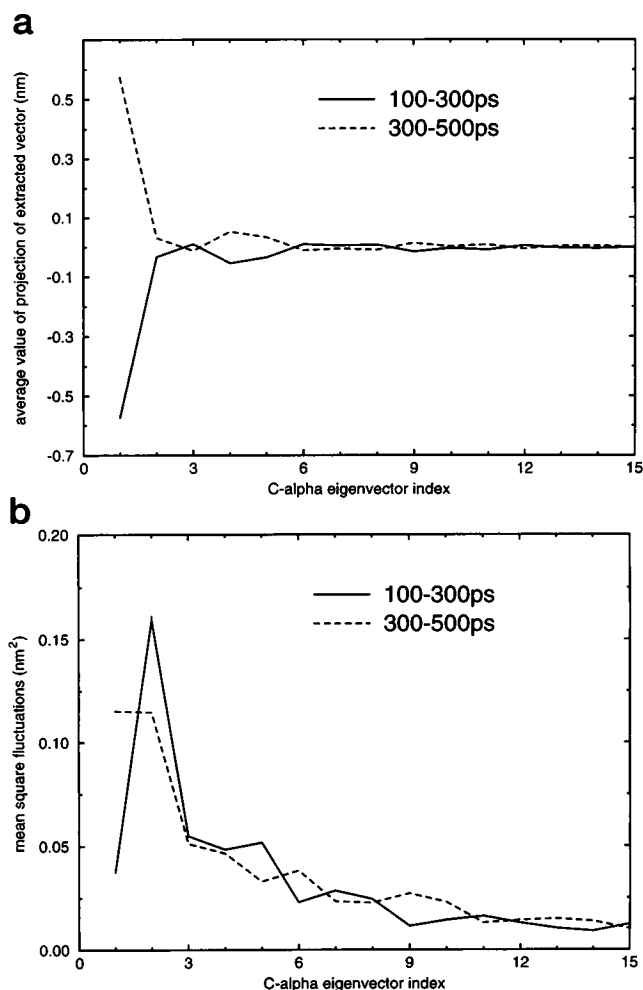 a
average value of projection of extracted vector (nm)
0.5
0.3
0.1
-0.1
-0.3
-0.5
-0.7
100-300ps
300-500ps
0 3 6 9 12 15
C-alpha eigenvector index
b
mean square fluctuations (nm²)
0.20
0.15
0.10
0.05
0.00
100-300ps
300-500ps
0 3 6 9 12 15
C-alpha eigenvector index